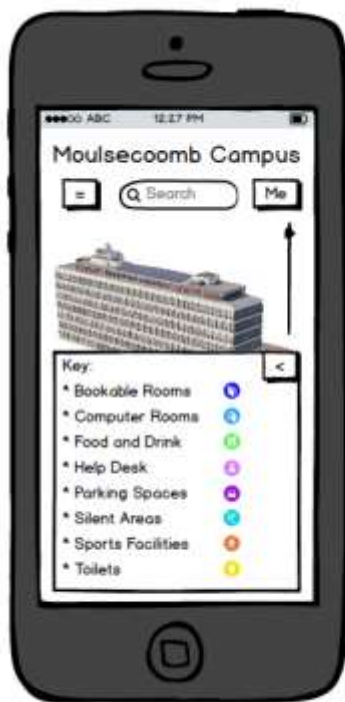 ABC 12:27 PM
Moulsecoomb Campus
= Search Me
Key: <
* Bookable Rooms
* Computer Rooms
* Food and Drink
* Help Desk
* Parking Spaces
* Silent Areas
* Sports Facilities
* Toilets